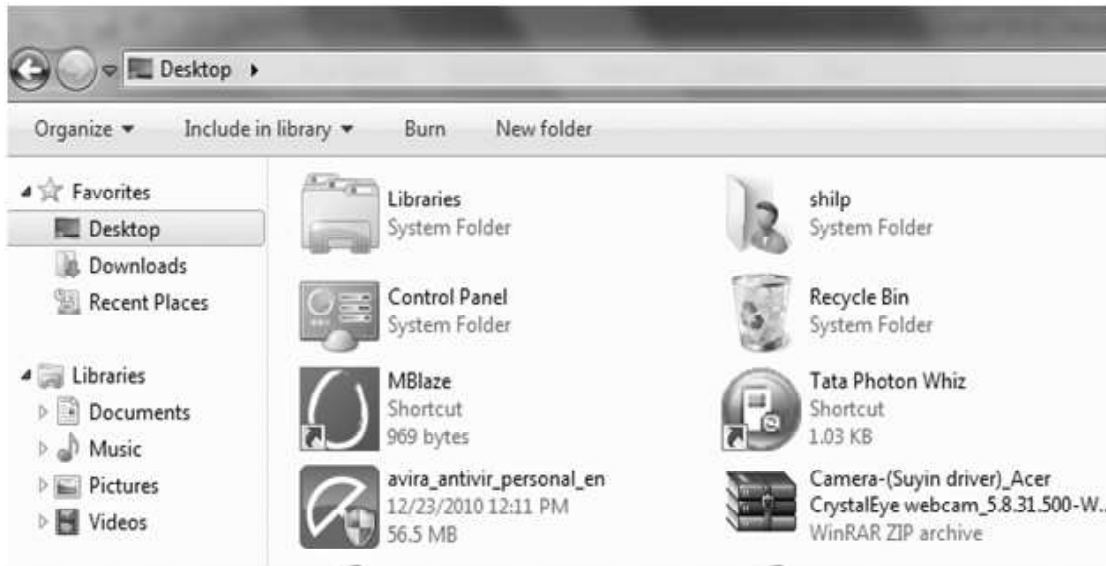 Desktop
Organize
Include in library
Burn
New folder
Favorites
Desktop
Downloads
Recent Places
Libraries
Documents
Music
Pictures
Videos
Libraries
System Folder
shilp
System Folder
Control Panel
System Folder
Recycle Bin
System Folder
MBlaze
Shortcut
969 bytes
Tata Photon Whiz
Shortcut
1.03 KB
avira_antivir_personal_en
12/23/2010 12:11 PM
56.5 MB
Camera-(Suyin driver)_Acer
CrystalEye webcam_5.8.31.500-W...
WinRAR ZIP archive